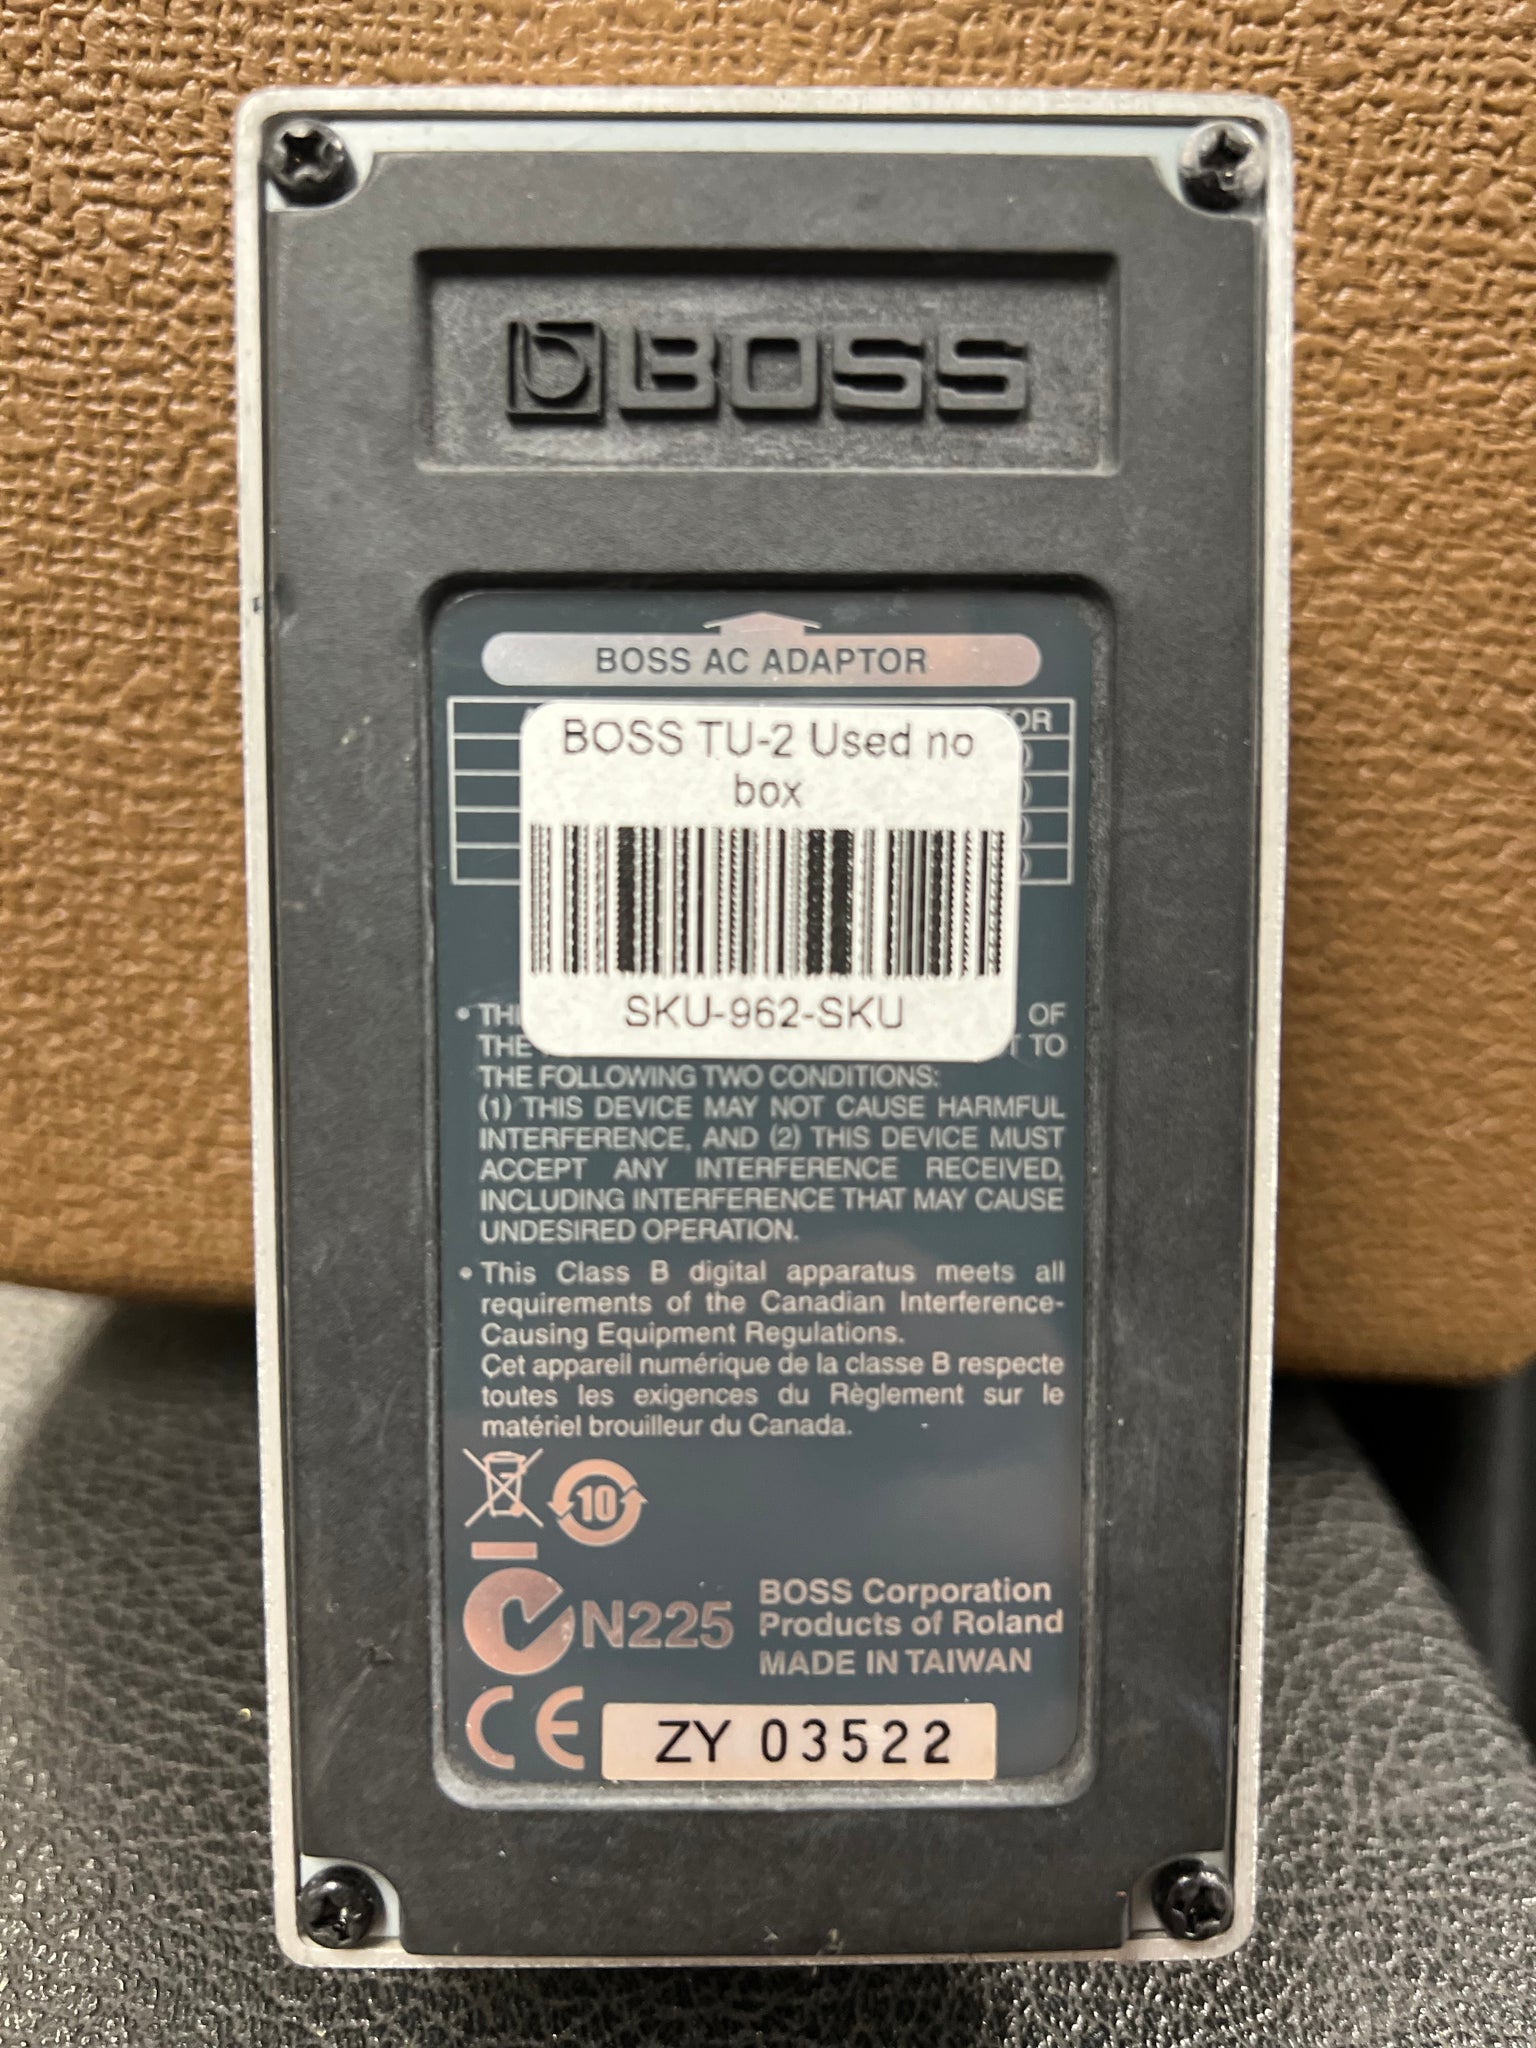 BOSS
BOSS AC ADAPTOR
BOSS TU-2 Used no
box
SKU-962-SKU
OF
THE TO
THE FOLLOWING TWO CONDITIONS:
(1) THIS DEVICE MAY NOT CAUSE HARMFUL
INTERFERENCE, AND (2) THIS DEVICE MUST
ACCEPT ANY INTERFERENCE RECEIVED,
INCLUDING INTERFERENCE THAT MAY CAUSE
UNDESIRED OPERATION.
• This Class B digital apparatus meets all
requirements of the Canadian Interference-
Causing Equipment Regulations.
Cet appareil numérique de la classe B respecte
toutes les exigences du Règlement sur le
matériel brouilleur du Canada.
10
N225
BOSS Corporation
Products of Roland
MADE IN TAIWAN
CE
ZY 03522